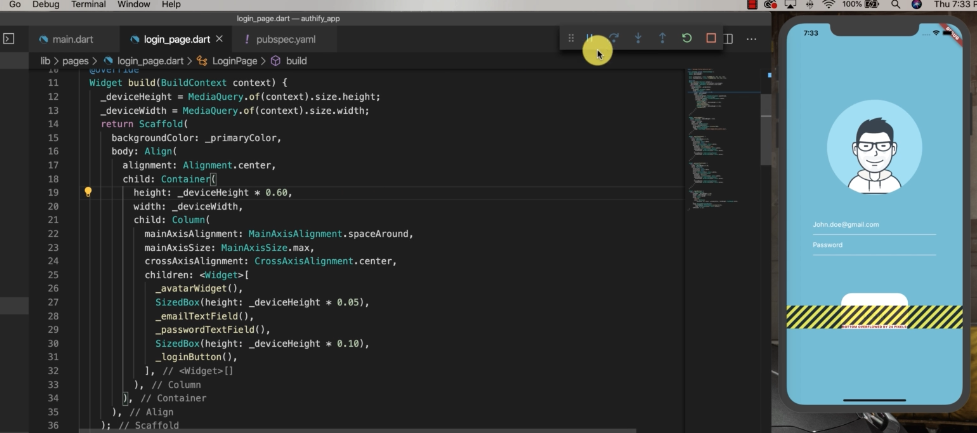 Go Debug Terminal Window Help 100% Thu 7:33 P
login_page.dart — authify_app
main.dart login_page.dart × ! pubspec.yaml
lib > pages > login_page.dart > LoginPage > build
10 @override
11 Widget build(BuildContext context) {
12 _deviceHeight = MediaQuery.of(context).size.height;
13 _deviceWidth = MediaQuery.of(context).size.width;
14 return Scaffold(
15 backgroundColor: _primaryColor,
16 body: Align(
17 alignment: Alignment.center,
18 child: Container(
19 height: _deviceHeight * 0.60,
20 width: _deviceWidth,
21 child: Column(
22 mainAxisAlignment: MainAxisAlignment.spaceAround,
23 mainAxisSize: MainAxisSize.max,
24 crossAxisAlignment: CrossAxisAlignment.center,
25 children: <Widget>[
26 _avatarWidget(),
27 SizedBox(height: _deviceHeight * 0.05),
28 _emailTextField(),
29 _passwordTextField(),
30 SizedBox(height: _deviceHeight * 0.10),
31 _loginButton(),
32 ], // <Widget>[]
33 ), // Column
34 ), // Container
35 ), // Align
36 ); // Scaffold
7:33
John.doe@gmail.com
Password